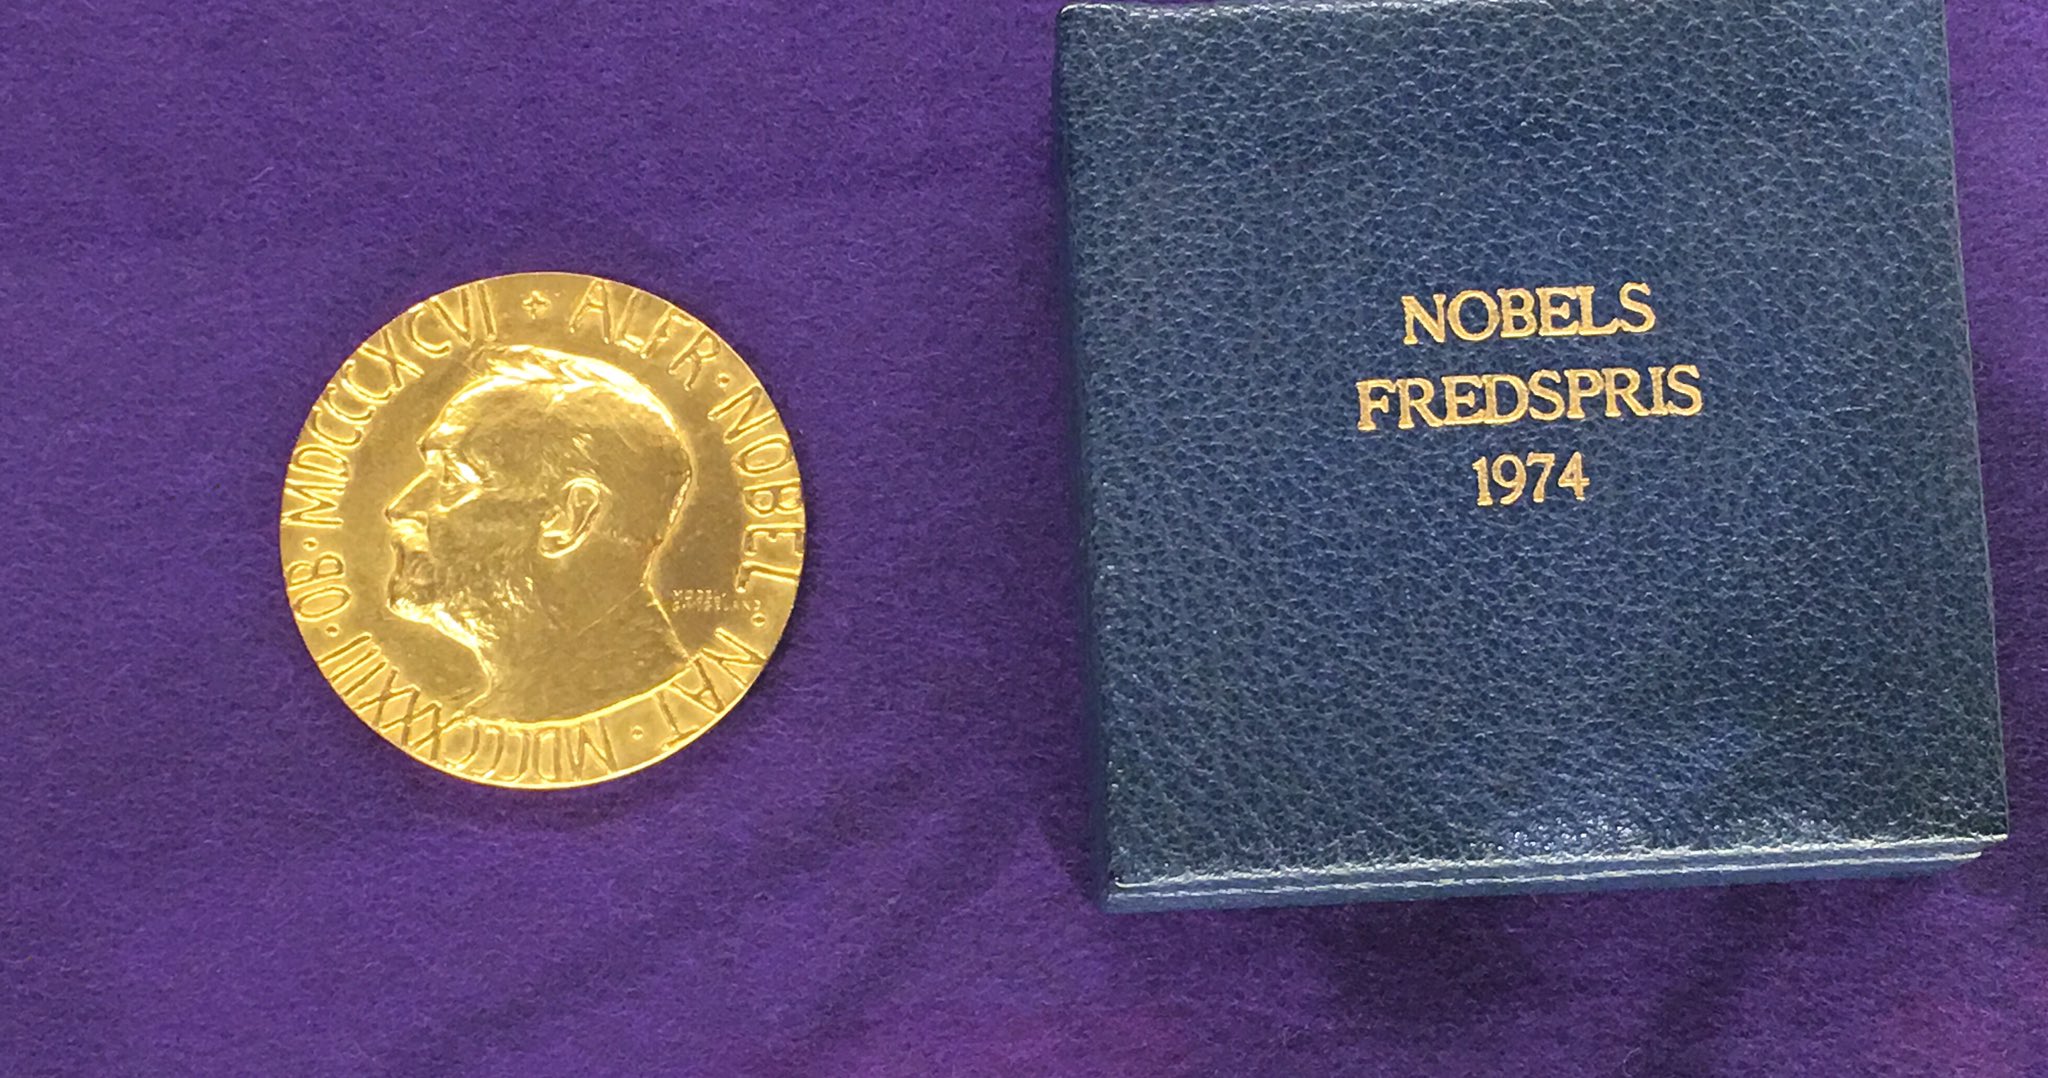 ALFR · NOBEL · NAT · MDCCCXXXIII · OB · MDCCCXCVI
NOBELS
FREDSPRIS
1974